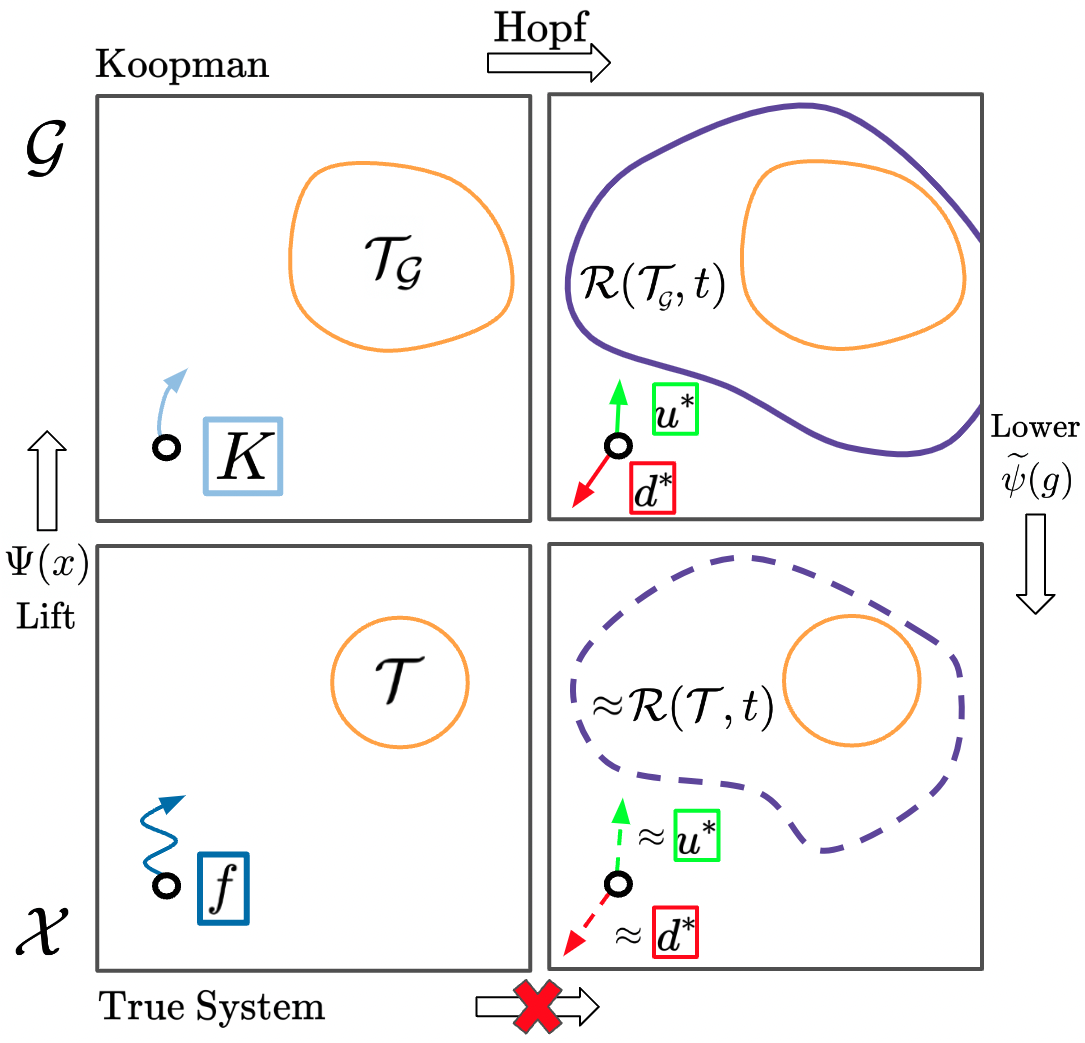 Hopf
Koopman
𝒢
𝒯_𝒢
ℛ(𝒯_𝒢, t)
K
u*
d*
Lower
ψ̃(g)
Ψ(x)
Lift
𝒯
≈ℛ(𝒯, t)
f
≈ u*
≈ d*
𝒳
True System